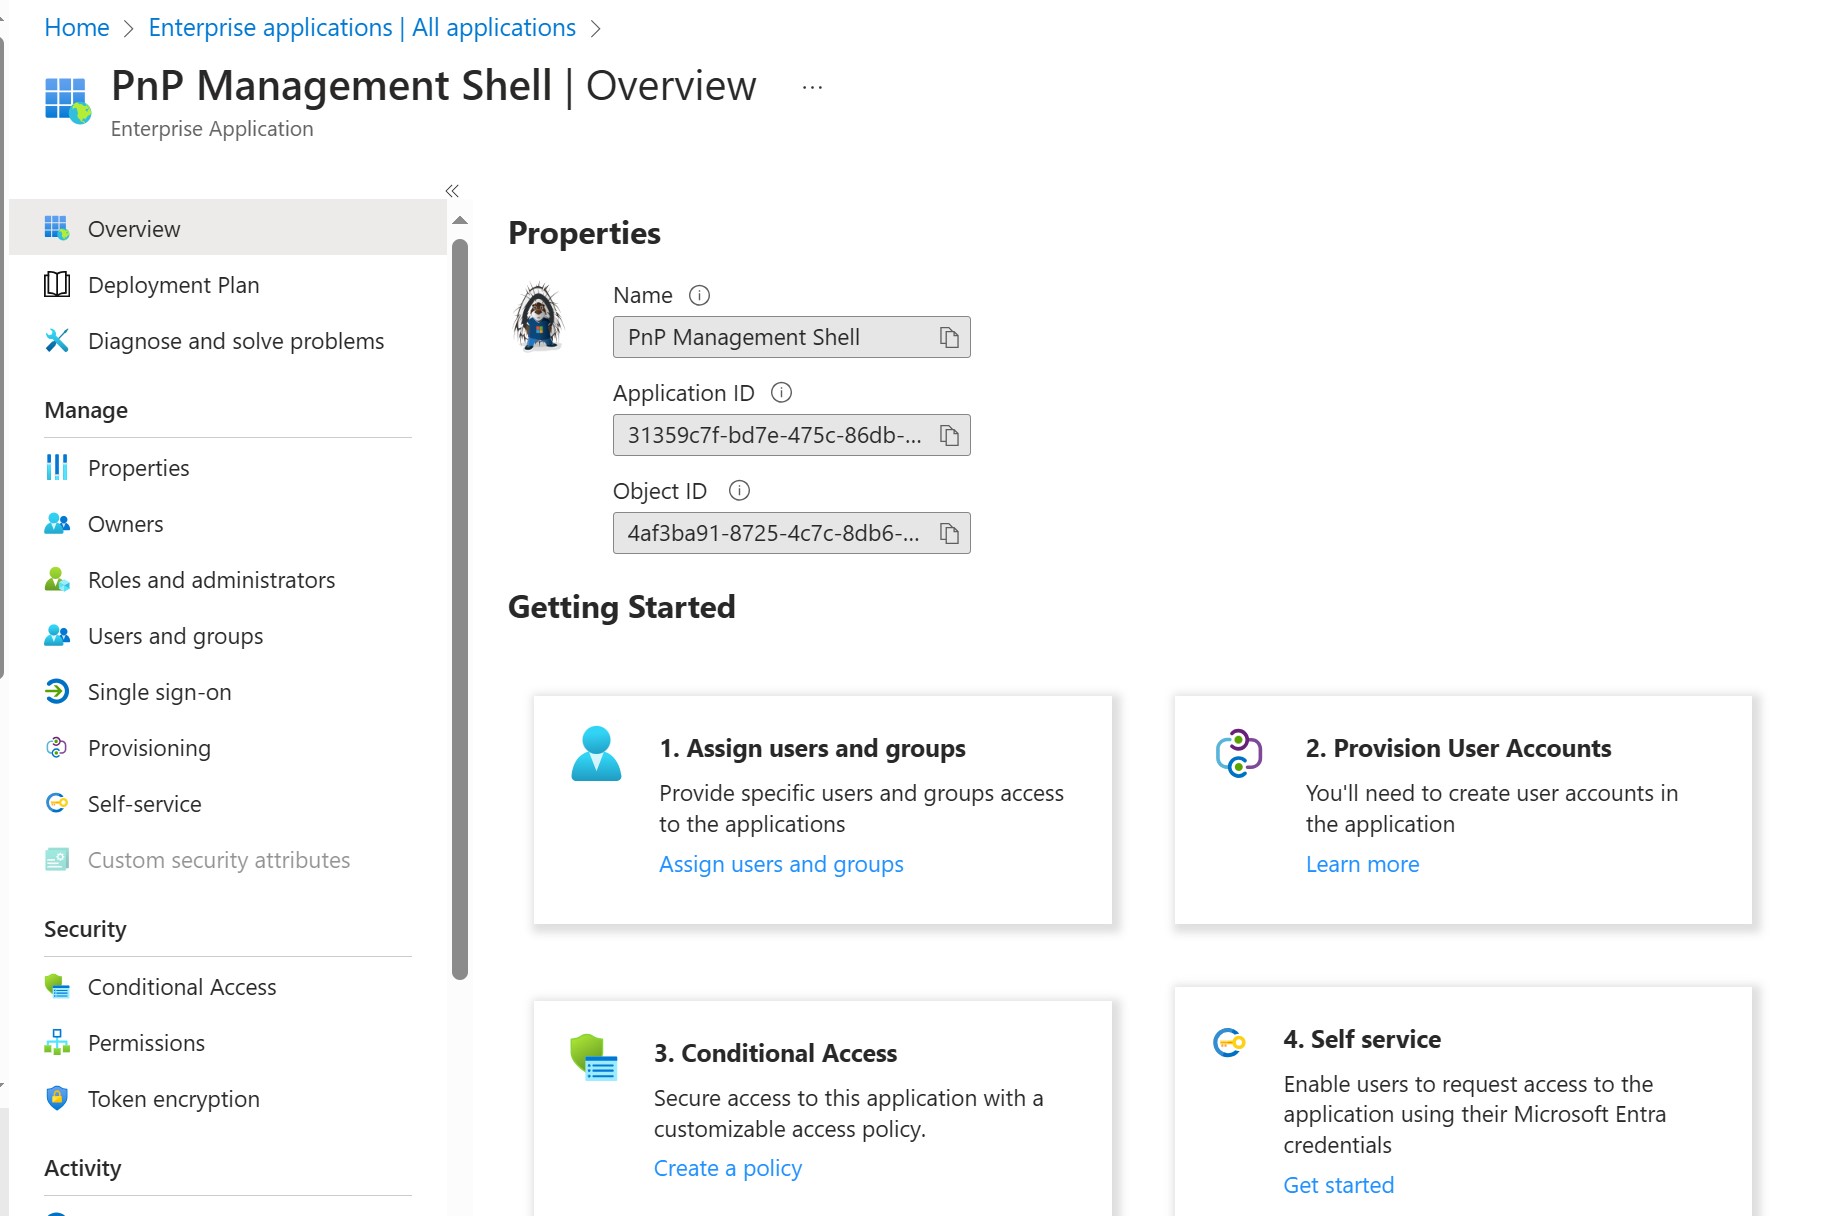 Home > Enterprise applications | All applications >
PnP Management Shell | Overview ...
Enterprise Application
Overview
Deployment Plan
Diagnose and solve problems
Manage
Properties
Owners
Roles and administrators
Users and groups
Single sign-on
Provisioning
Self-service
Custom security attributes
Security
Conditional Access
Permissions
Token encryption
Activity
Properties
Name
PnP Management Shell
Application ID
31359c7f-bd7e-475c-86db-...
Object ID
4af3ba91-8725-4c7c-8db6-...
Getting Started
1. Assign users and groups
Provide specific users and groups access
to the applications
Assign users and groups
2. Provision User Accounts
You'll need to create user accounts in
the application
Learn more
3. Conditional Access
Secure access to this application with a
customizable access policy.
Create a policy
4. Self service
Enable users to request access to the
application using their Microsoft Entra
credentials
Get started